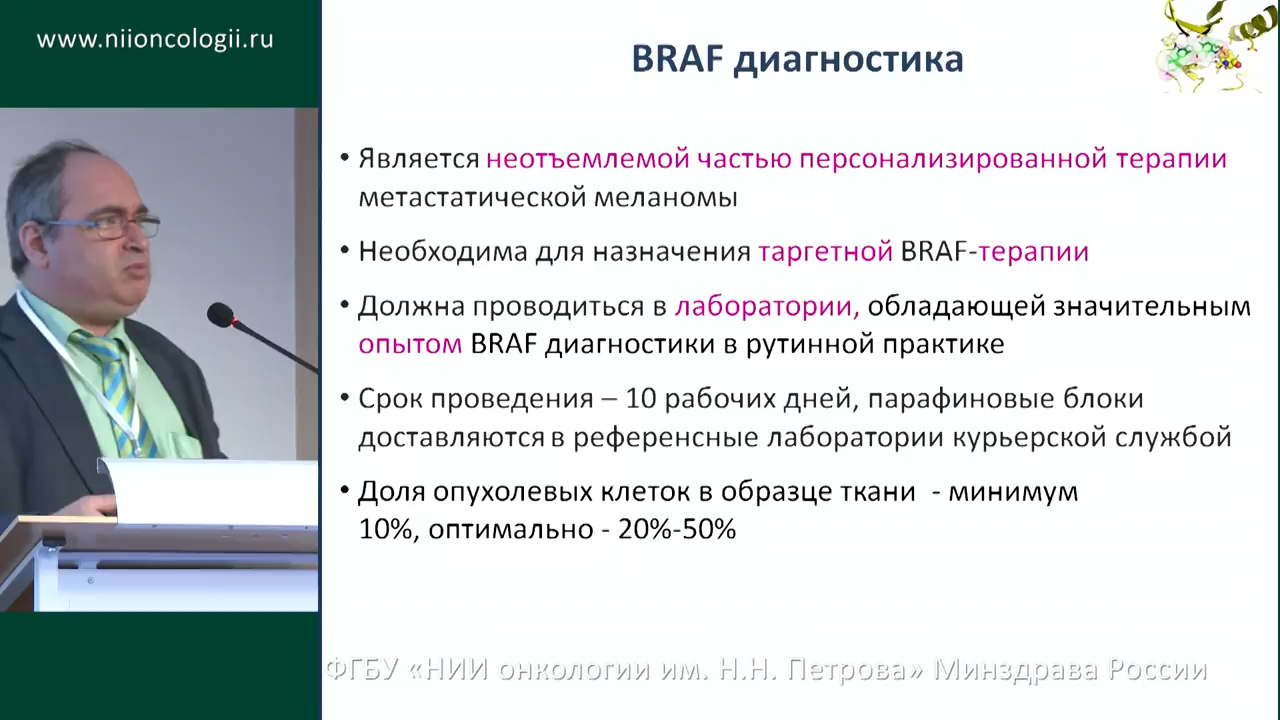 www.niioncologii.ru
BRAF диагностика
• Является неотъемлемой частью персонализированной терапии
метастатической меланомы
• Необходима для назначения таргетной BRAF-терапии
• Должна проводиться в лаборатории, обладающей значительным
опытом BRAF диагностики в рутинной практике
• Срок проведения – 10 рабочих дней, парафиновые блоки
доставляются в референсные лаборатории курьерской службой
• Доля опухолевых клеток в образце ткани - минимум
10%, оптимально - 20%-50%
ФГБУ «НИИ онкологии им. Н.Н. Петрова» Минздрава России